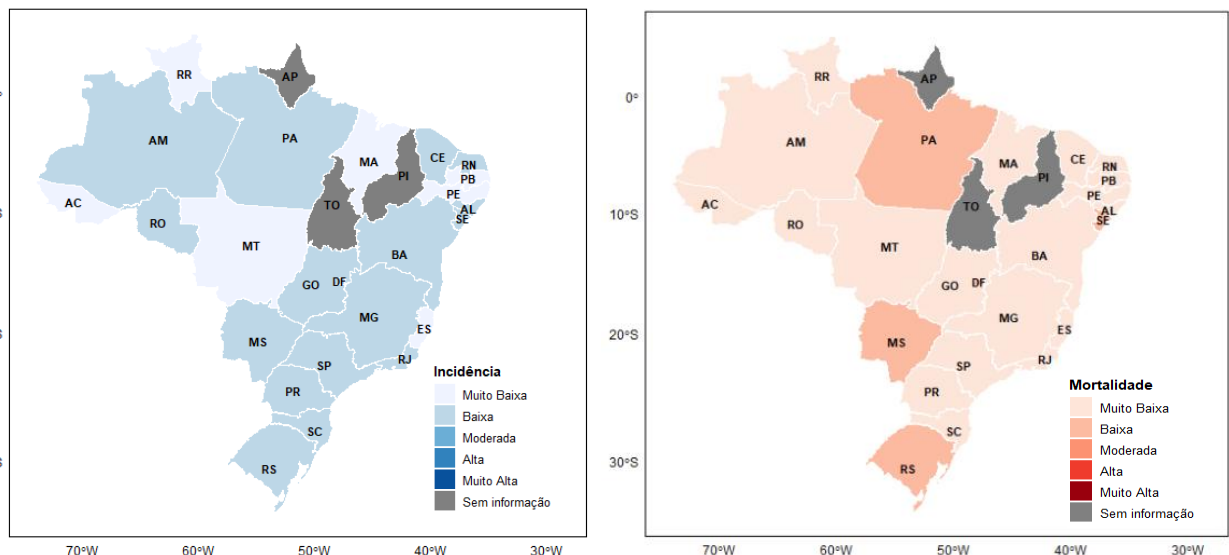 RR
AP
AM
PA
MA
CE
RN
PB
PI
PE
AC
AL
SE
TO
RO
BA
MT
GO
DF
MG
ES
MS
SP
RJ
PR
SC
RS
Incidência
Muito Baixa
Baixa
Moderada
Alta
Muito Alta
Sem informação
70°W 60°W 50°W 40°W 30°W
0°
10°S
20°S
30°S
RR
AP
AM
PA
MA
CE
RN
PB
PI
PE
AC
AL
SE
TO
RO
BA
MT
GO
DF
MG
ES
MS
SP
RJ
PR
SC
RS
Mortalidade
Muito Baixa
Baixa
Moderada
Alta
Muito Alta
Sem informação
70°W 60°W 50°W 40°W 30°W